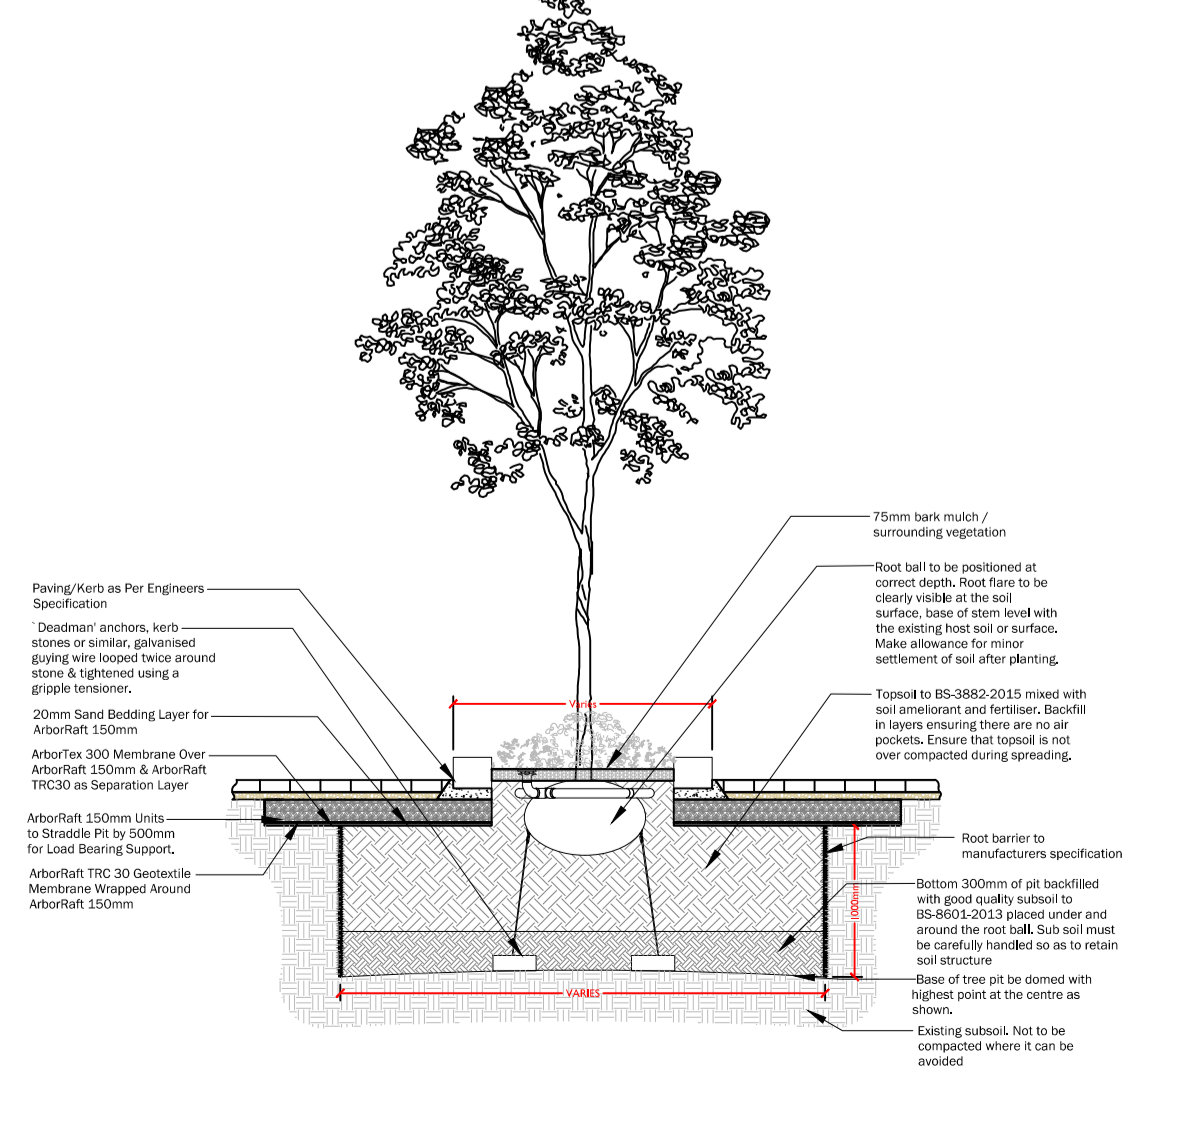 75mm bark mulch /
surrounding vegetation
Root ball to be positioned at
correct depth. Root flare to be
clearly visible at the soil
surface, base of stem level with
the existing host soil or surface.
Make allowance for minor
settlement of soil after planting.
Paving/Kerb as Per Engineers
Specification
`Deadman' anchors, kerb
stones or similar, galvanised
guying wire looped twice around
stone & tightened using a
gripple tensioner.
20mm Sand Bedding Layer for
ArborRaft 150mm
ArborTex 300 Membrane Over
ArborRaft 150mm & ArborRaft
TRC30 as Separation Layer
ArborRaft 150mm Units
to Straddle Pit by 500mm
for Load Bearing Support.
ArborRaft TRC 30 Geotextile
Membrane Wrapped Around
ArborRaft 150mm
Varies
Topsoil to BS-3882-2015 mixed with
soil ameliorant and fertiliser. Backfill
in layers ensuring there are no air
pockets. Ensure that topsoil is not
over compacted during spreading.
Root barrier to
manufacturers specification
1000mm
Bottom 300mm of pit backfilled
with good quality subsoil to
BS-8601-2013 placed under and
around the root ball. Sub soil must
be carefully handled so as to retain
soil structure
Base of tree pit be domed with
highest point at the centre as
shown.
VARIES
Existing subsoil. Not to be
compacted where it can be
avoided